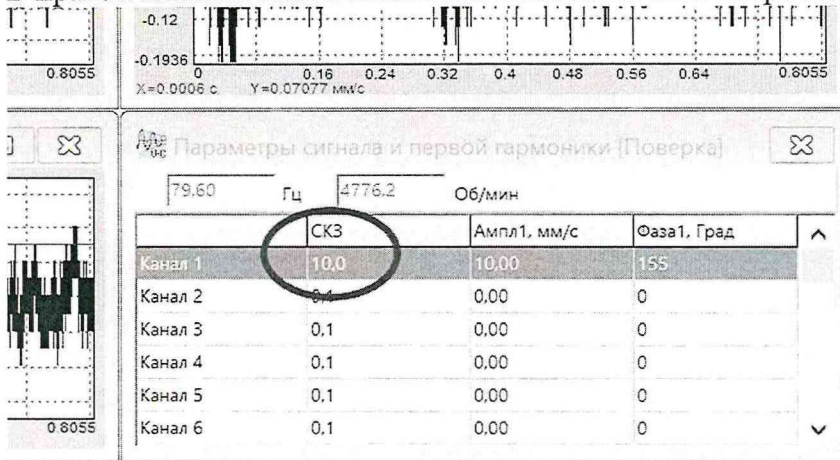 -0.12
-0.1936
0.8055
0 0.16 0.24 0.32 0.4 0.48 0.56 0.64 0.8055
X=0.0006 с Y=0.07077 мм/с
Параметры сигнала и первой гармоники [Поверка]
79,60 Гц 4776,2 Об/мин
СКЗ Ампл1, мм/с Фаза1, Град
Канал 1 10,0 10,00 155
Канал 2 0,1 0,00 0
Канал 3 0,1 0,00 0
Канал 4 0,1 0,00 0
Канал 5 0,1 0,00 0
0.8055
Канал 6 0,1 0,00 0